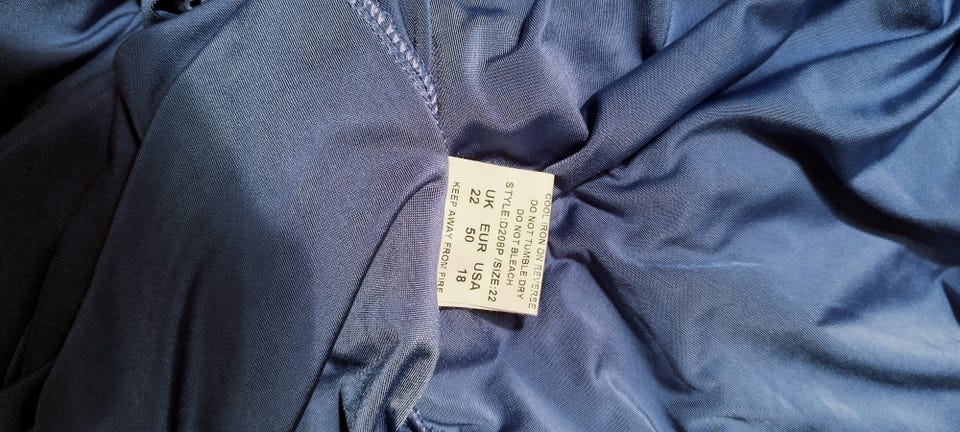 COOL IRON ON REVERSE
DO NOT TUMBLE DRY
DO NOT BLEACH
STYLE:D208P /SIZE:22
UK EUR USA
22 50 18
KEEP AWAY FROM FIRE